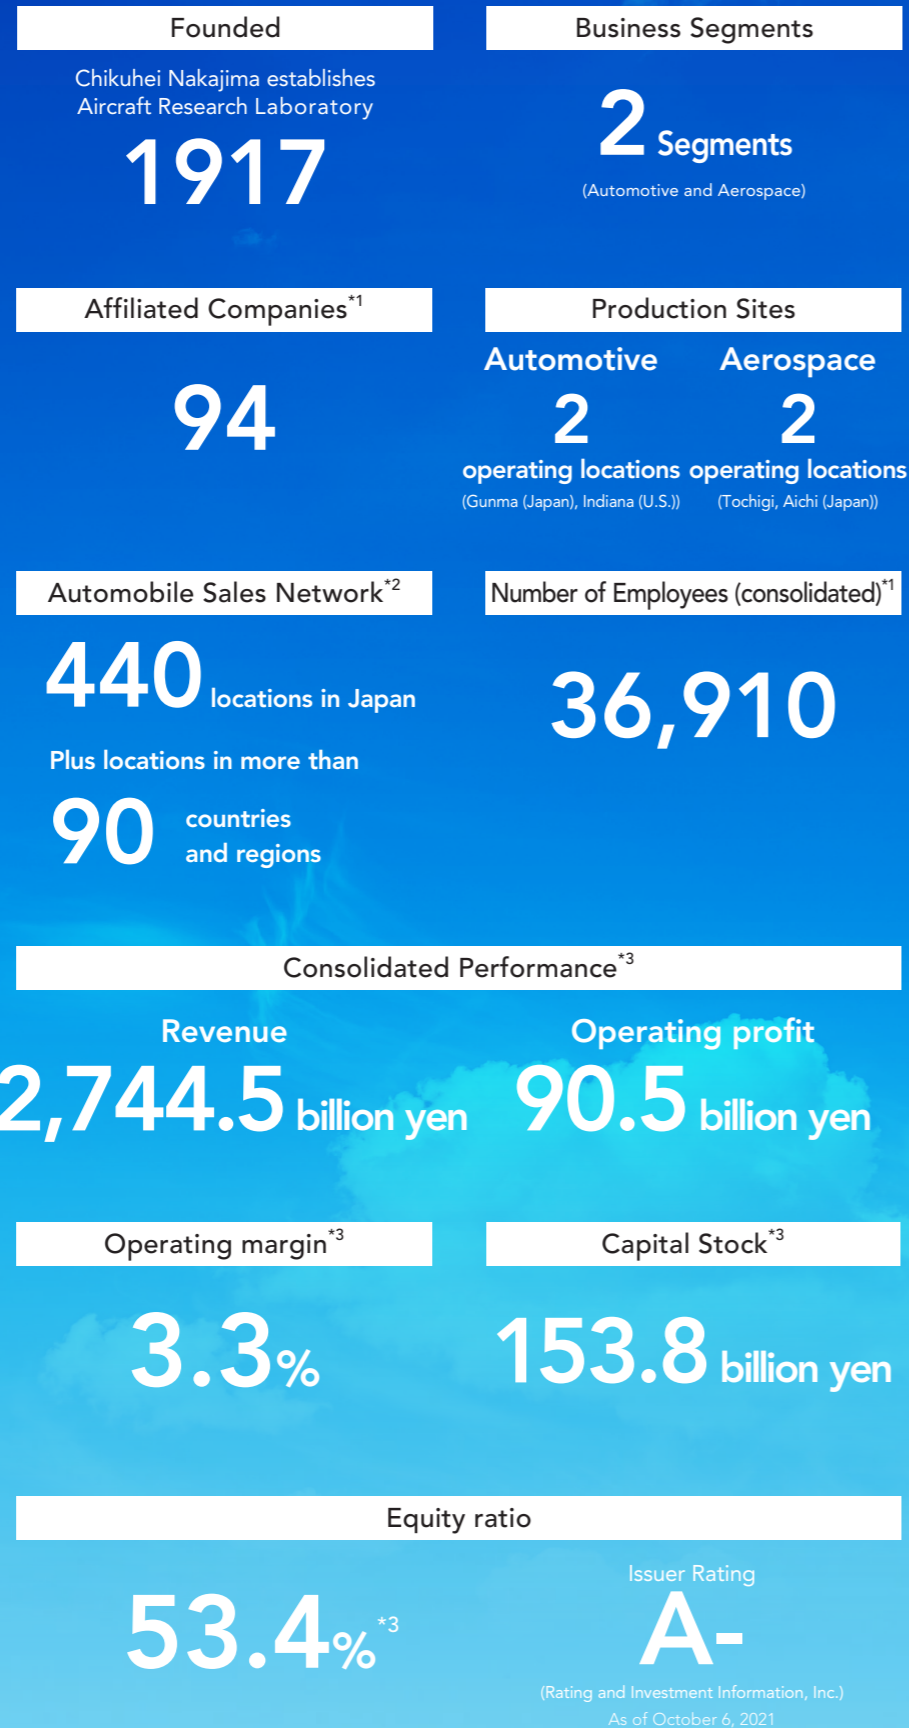 Founded
Chikuhei Nakajima establishes
Aircraft Research Laboratory
1917
Business Segments
2 Segments
(Automotive and Aerospace)
Affiliated Companies*1
94
Production Sites
Automotive
2
operating locations
(Gunma (Japan), Indiana (U.S.))
Aerospace
2
operating locations
(Tochigi, Aichi (Japan))
Automobile Sales Network*2
440 locations in Japan
Plus locations in more than
90 countries
and regions
Number of Employees (consolidated)*1
36,910
Consolidated Performance*3
Revenue
2,744.5 billion yen
Operating profit
90.5 billion yen
Operating margin*3
3.3%
Capital Stock*3
153.8 billion yen
Equity ratio
53.4%*3
Issuer Rating
A-
(Rating and Investment Information, Inc.)
As of October 6, 2021